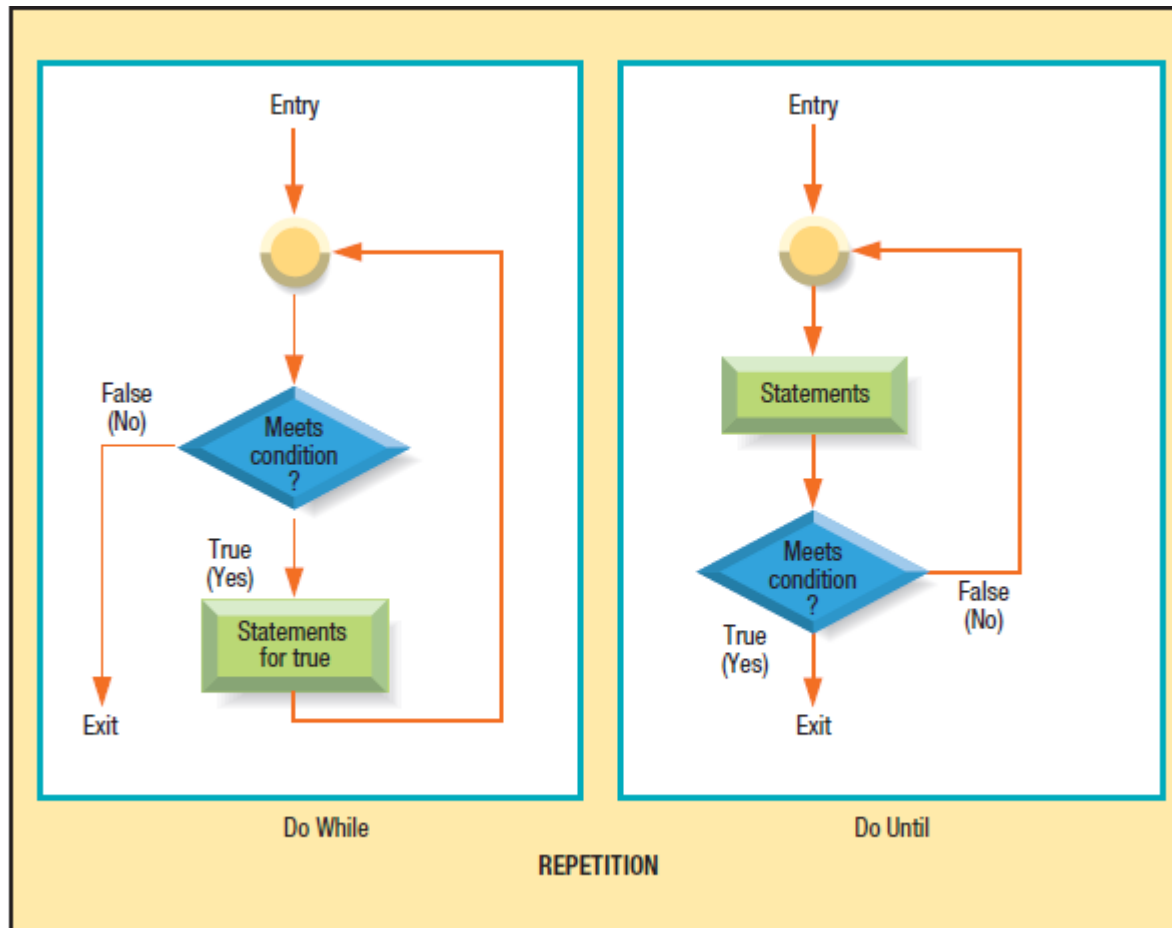 Entry
False
(No)
Meets
condition
?
True
(Yes)
Statements
for true
Exit
Do While
Entry
Statements
Meets
condition
?
False
(No)
True
(Yes)
Exit
Do Until
REPETITION